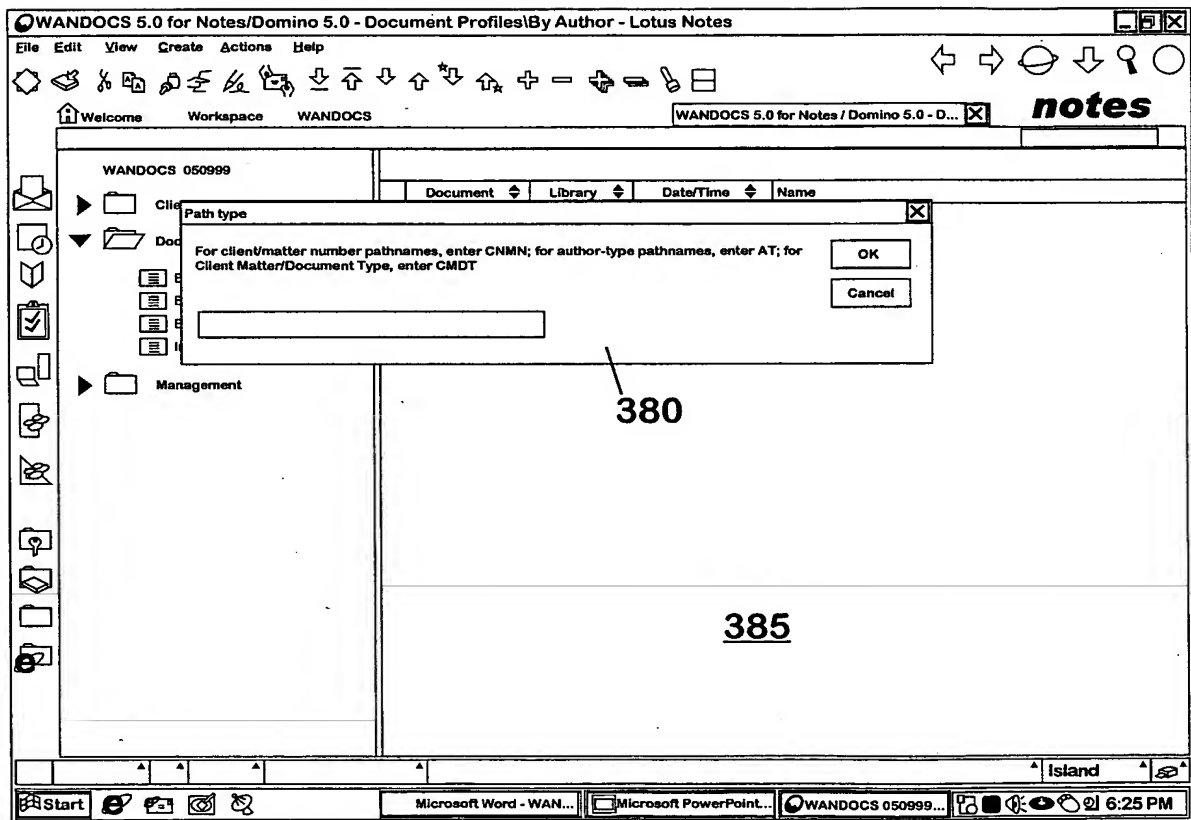 WANDOCS 5.0 for Notes/Domino 5.0 - Document Profiles\By Author - Lotus Notes
File Edit View Create Actions Help
Welcome Workspace WANDOCS WANDOCS 5.0 for Notes / Domino 5.0 - D... notes
WANDOCS 050999
Document Library Date/Time Name
Clie
Path type
Doc
For client/matter number pathnames, enter CNMN; for author-type pathnames, enter AT; for
Client Matter/Document Type, enter CMDT
OK
Cancel
Management
380
385
Island
Start Microsoft Word - WAN... Microsoft PowerPoint... WANDOCS 050999... 6:25 PM